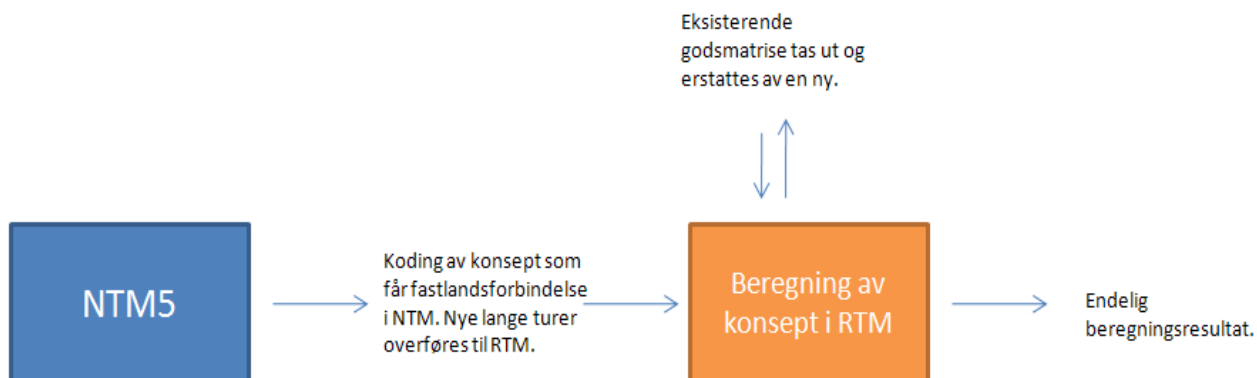 Eksisterende
godsmatrise tas ut og
erstattes av en ny.
NTM5
Koding av konsept som
får fastlandsforbindelse
i NTM. Nye lange turer
overføres til RTM.
Beregning av
konsept i RTM
Endelig
beregningsresultat.